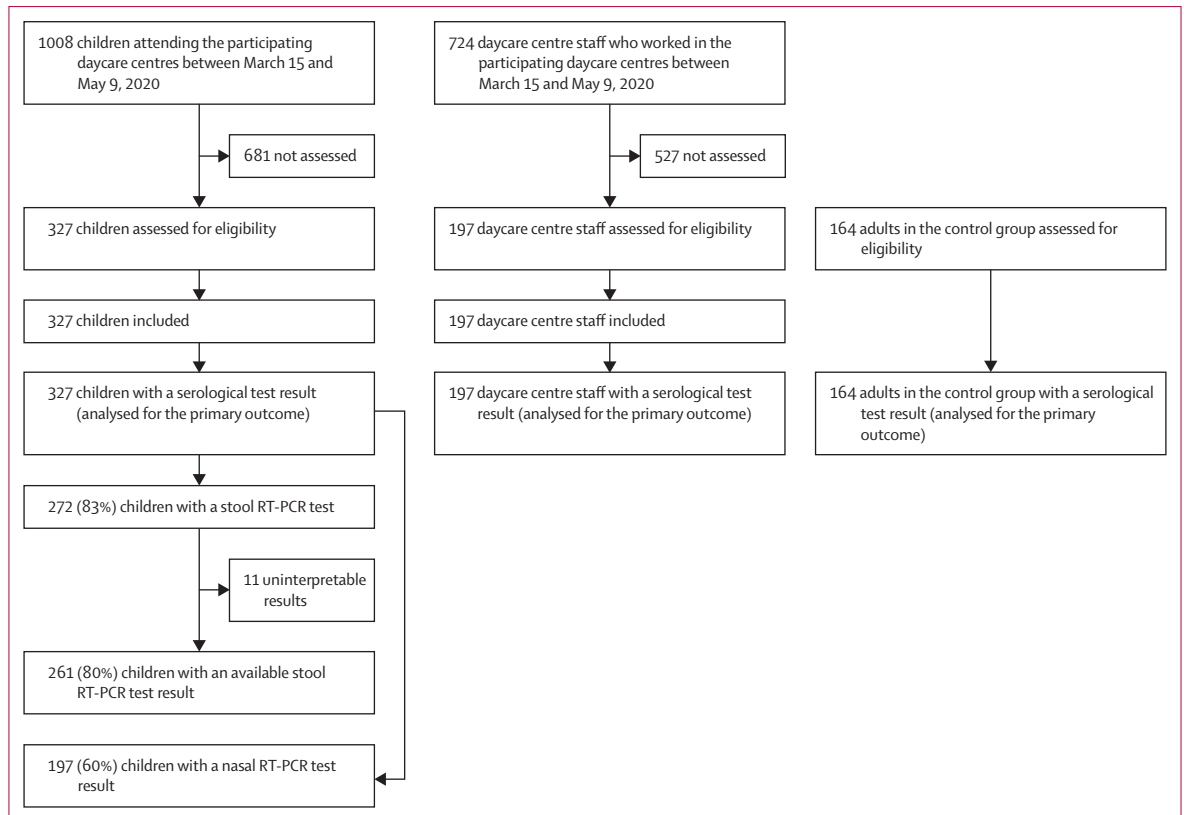 1008 children attending the participating
daycare centres between March 15 and
May 9, 2020
681 not assessed
327 children assessed for eligibility
327 children included
327 children with a serological test result
(analysed for the primary outcome)
272 (83%) children with a stool RT-PCR test
11 uninterpretable
results
261 (80%) children with an available stool
RT-PCR test result
197 (60%) children with a nasal RT-PCR test
result
724 daycare centre staff who worked in the
participating daycare centres between
March 15 and May 9, 2020
527 not assessed
197 daycare centre staff assessed for eligibility
197 daycare centre staff included
197 daycare centre staff with a serological test
result (analysed for the primary outcome)
164 adults in the control group assessed for
eligibility
164 adults in the control group with a serological
test result (analysed for the primary
outcome)